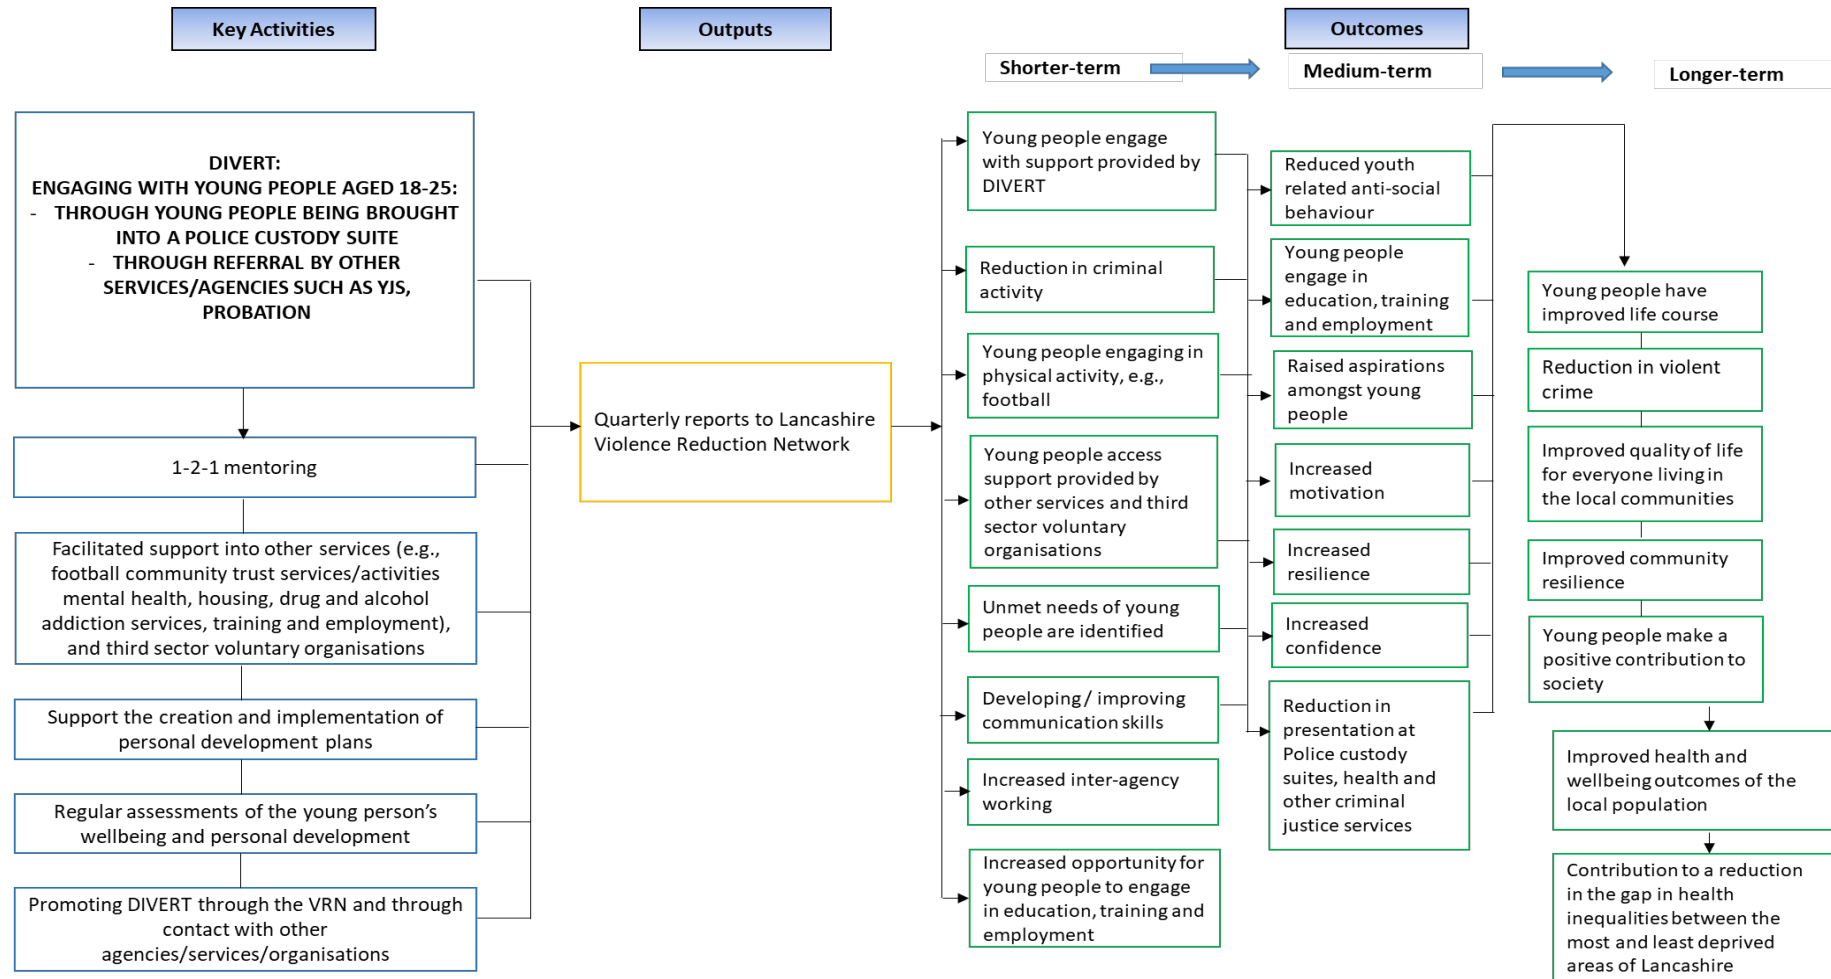 Key Activities
Outputs
Outcomes
Shorter-term
Medium-term
Longer-term
DIVERT:
ENGAGING WITH YOUNG PEOPLE AGED 18-25:
- THROUGH YOUNG PEOPLE BEING BROUGHT
INTO A POLICE CUSTODY SUITE
- THROUGH REFERRAL BY OTHER
SERVICES/AGENCIES SUCH AS YJS,
PROBATION
1-2-1 mentoring
Facilitated support into other services (e.g.,
football community trust services/activities
mental health, housing, drug and alcohol
addiction services, training and employment),
and third sector voluntary organisations
Support the creation and implementation of
personal development plans
Regular assessments of the young person’s
wellbeing and personal development
Promoting DIVERT through the VRN and through
contact with other
agencies/services/organisations
Quarterly reports to Lancashire
Violence Reduction Network
Young people engage
with support provided by
DIVERT
Reduction in criminal
activity
Young people engaging in
physical activity, e.g.,
football
Young people access
support provided by
other services and third
sector voluntary
organisations
Unmet needs of young
people are identified
Developing / improving
communication skills
Increased inter-agency
working
Increased opportunity for
young people to engage
in education, training and
employment
Reduced youth
related anti-social
behaviour
Young people
engage in
education, training
and employment
Raised aspirations
amongst young
people
Increased
motivation
Increased
resilience
Increased
confidence
Reduction in
presentation at
Police custody
suites, health and
other criminal
justice services
Young people have
improved life course
Reduction in violent
crime
Improved quality of life
for everyone living in
the local communities
Improved community
resilience
Young people make a
positive contribution to
society
Improved health and
wellbeing outcomes of the
local population
Contribution to a reduction
in the gap in health
inequalities between the
most and least deprived
areas of Lancashire